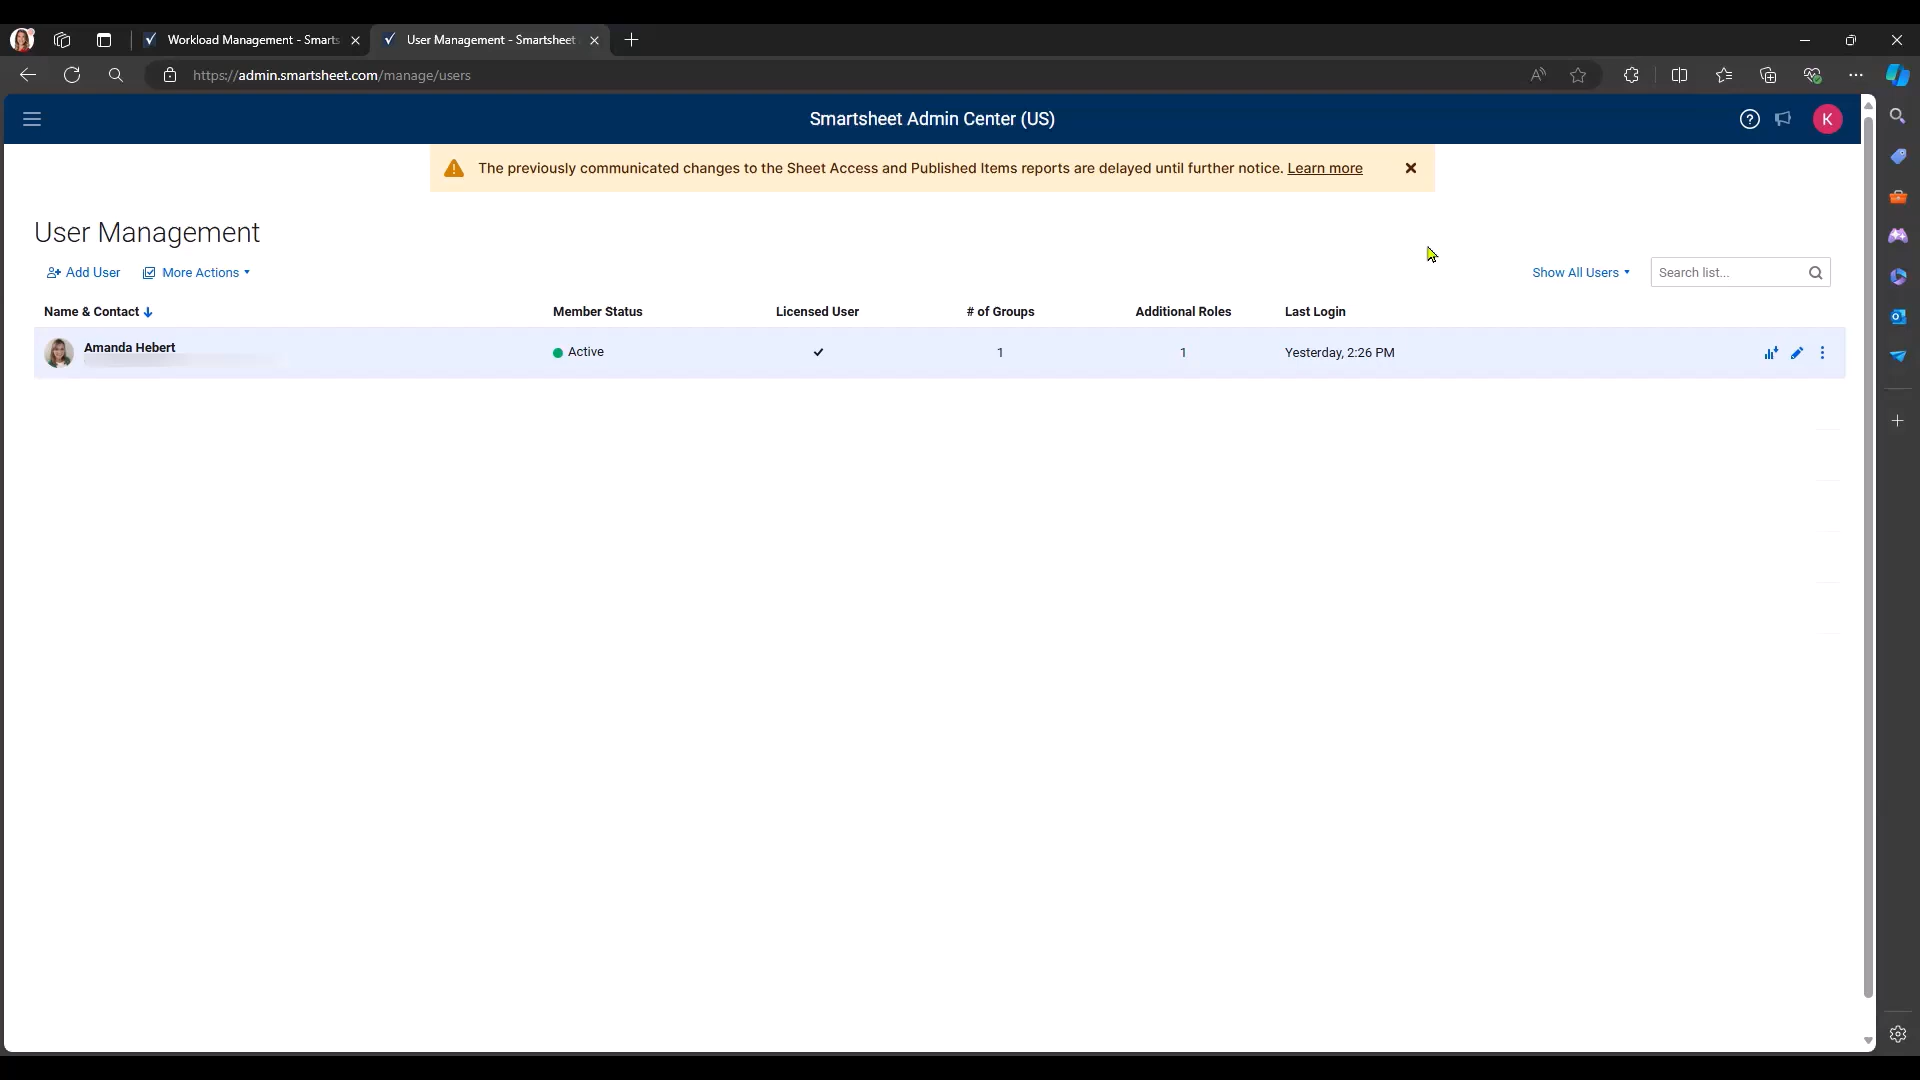 Workload Management - Smarts
User Management - Smartsheet
https://admin.smartsheet.com/manage/users
Smartsheet Admin Center (US)
K
The previously communicated changes to the Sheet Access and Published Items reports are delayed until further notice. Learn more
User Management
Add User More Actions Show All Users Search list...
Name & Contact Member Status Licensed User # of Groups Additional Roles Last Login
Amanda Hebert Active 1 1 Yesterday, 2:26 PM